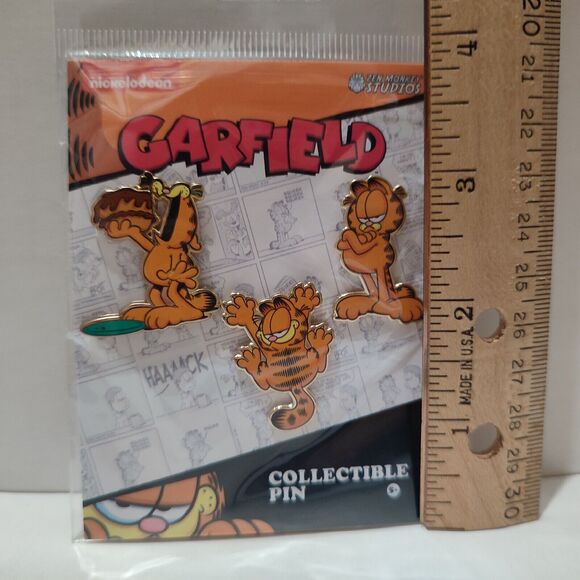 nickelodeon
ZEN MONKEY
STUDIOS
GARFIELD
HAAACK
COLLECTIBLE
PIN
4
3
2
1
MADE IN U.S.A.
20
21
22
23
24
25
26
27
28
29
30